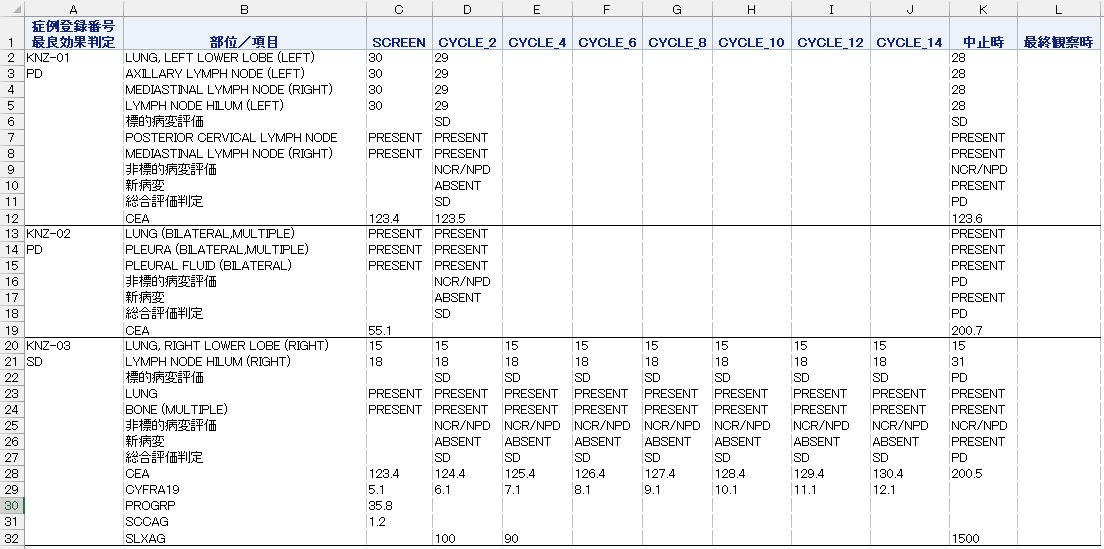 A B C D E F G H I J K L
症例登録番号
1 最良効果判定 部位／項目 SCREEN CYCLE_2 CYCLE_4 CYCLE_6 CYCLE_8 CYCLE_10 CYCLE_12 CYCLE_14 中止時 最終観察時
2 KNZ-01 LUNG, LEFT LOWER LOBE (LEFT) 30 29 28
3 PD AXILLARY LYMPH NODE (LEFT) 30 29 28
4 MEDIASTINAL LYMPH NODE (RIGHT) 30 29 28
5 LYMPH NODE HILUM (LEFT) 30 29 28
6 標的病変評価 SD SD
7 POSTERIOR CERVICAL LYMPH NODE PRESENT PRESENT PRESENT
8 MEDIASTINAL LYMPH NODE (RIGHT) PRESENT PRESENT PRESENT
9 非標的病変評価 NCR/NPD NCR/NPD
10 新病変 ABSENT PRESENT
11 総合評価判定 SD PD
12 CEA 123.4 123.5 123.6
13 KNZ-02 LUNG (BILATERAL,MULTIPLE) PRESENT PRESENT PRESENT
14 PD PLEURA (BILATERAL,MULTIPLE) PRESENT PRESENT PRESENT
15 PLEURAL FLUID (BILATERAL) PRESENT PRESENT PRESENT
16 非標的病変評価 NCR/NPD PD
17 新病変 ABSENT PRESENT
18 総合評価判定 SD PD
19 CEA 55.1 200.7
20 KNZ-03 LUNG, RIGHT LOWER LOBE (RIGHT) 15 15 15 15 15 15 15 15 15
21 SD LYMPH NODE HILUM (RIGHT) 18 18 18 18 18 18 18 18 31
22 標的病変評価 SD SD SD SD SD SD SD PD
23 LUNG PRESENT PRESENT PRESENT PRESENT PRESENT PRESENT PRESENT PRESENT PRESENT
24 BONE (MULTIPLE) PRESENT PRESENT PRESENT PRESENT PRESENT PRESENT PRESENT PRESENT PRESENT
25 非標的病変評価 NCR/NPD NCR/NPD NCR/NPD NCR/NPD NCR/NPD NCR/NPD NCR/NPD NCR/NPD
26 新病変 ABSENT ABSENT ABSENT ABSENT ABSENT ABSENT ABSENT PRESENT
27 総合評価判定 SD SD SD SD SD SD SD PD
28 CEA 123.4 124.4 125.4 126.4 127.4 128.4 129.4 130.4 200.5
29 CYFRA19 5.1 6.1 7.1 8.1 9.1 10.1 11.1 12.1
30 PROGRP 35.8
31 SCCAG 1.2
32 SLXAG 100 90 1500